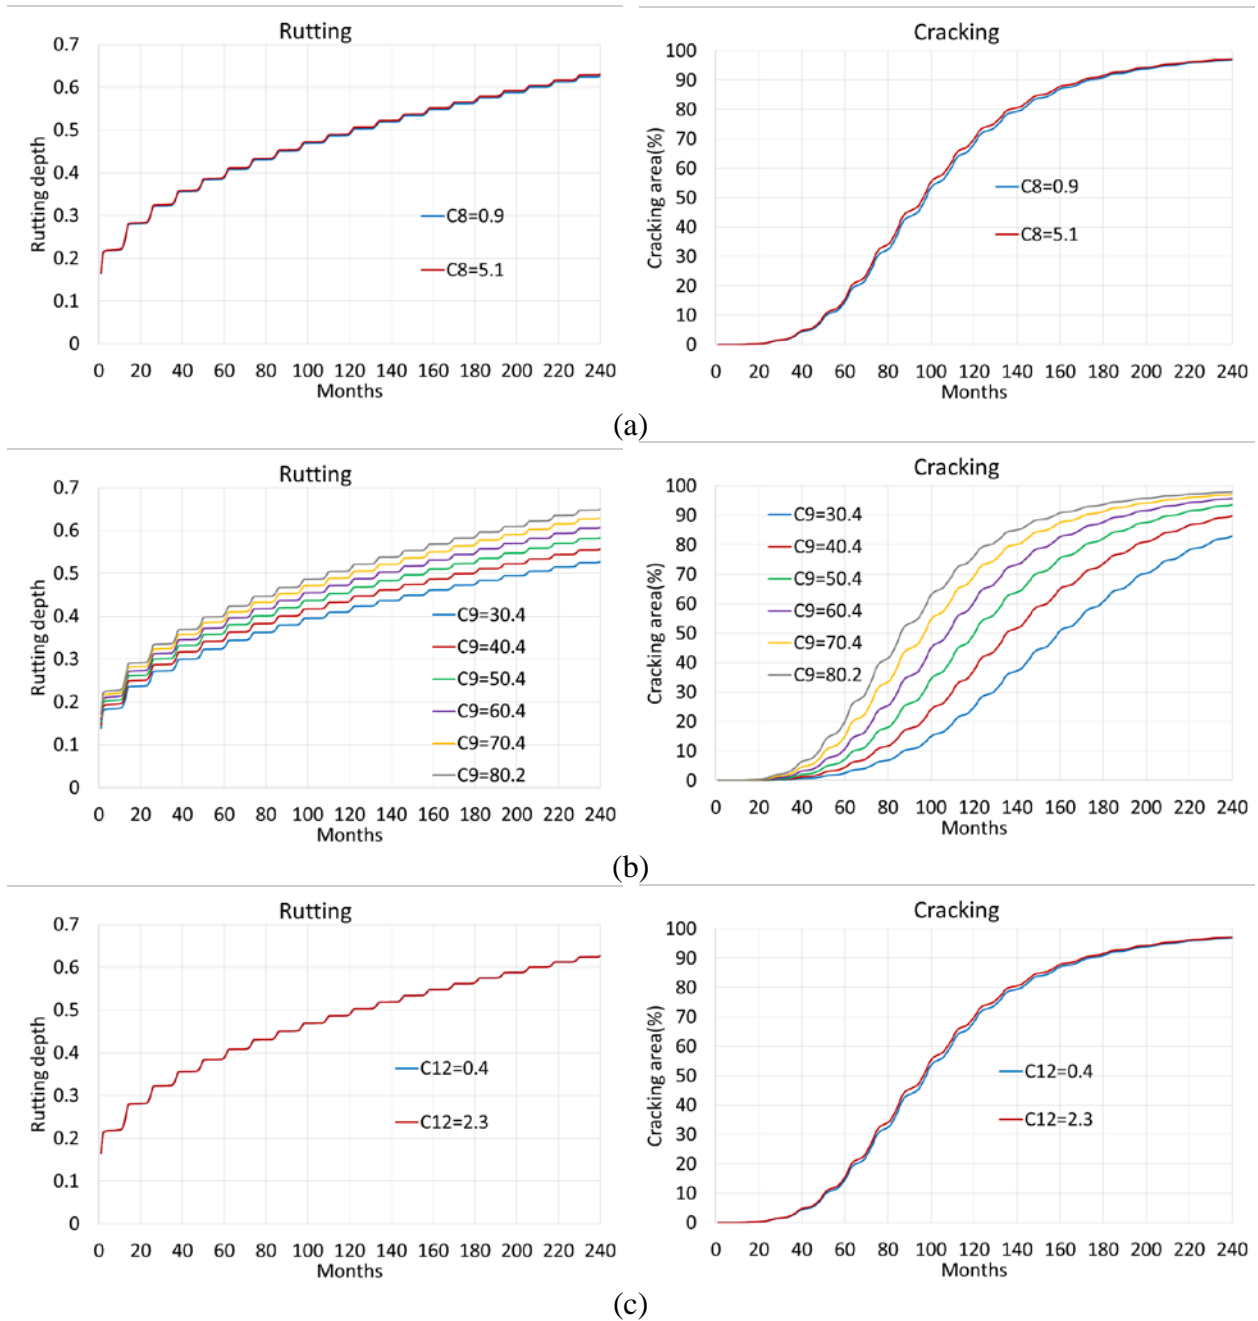 Rutting
0.7
0.6
0.5
0.4
0.3
0.2
0.1
0
Rutting depth
C8=0.9
C8=5.1
0 20 40 60 80 100 120 140 160 180 200 220 240
Months
Cracking
100
90
80
70
60
50
40
30
20
10
0
Cracking area(%)
C8=0.9
C8=5.1
0 20 40 60 80 100 120 140 160 180 200 220 240
Months
(a)
Rutting
0.7
0.6
0.5
0.4
0.3
0.2
0.1
0
Rutting depth
C9=30.4
C9=40.4
C9=50.4
C9=60.4
C9=70.4
C9=80.2
0 20 40 60 80 100 120 140 160 180 200 220 240
Months
Cracking
100
90
80
70
60
50
40
30
20
10
0
Cracking area(%)
C9=30.4
C9=40.4
C9=50.4
C9=60.4
C9=70.4
C9=80.2
0 20 40 60 80 100 120 140 160 180 200 220 240
Months
(b)
Rutting
0.7
0.6
0.5
0.4
0.3
0.2
0.1
0
Rutting depth
C12=0.4
C12=2.3
0 20 40 60 80 100 120 140 160 180 200 220 240
Months
Cracking
100
90
80
70
60
50
40
30
20
10
0
Cracking area(%)
C12=0.4
C12=2.3
0 20 40 60 80 100 120 140 160 180 200 220 240
Months
(c)